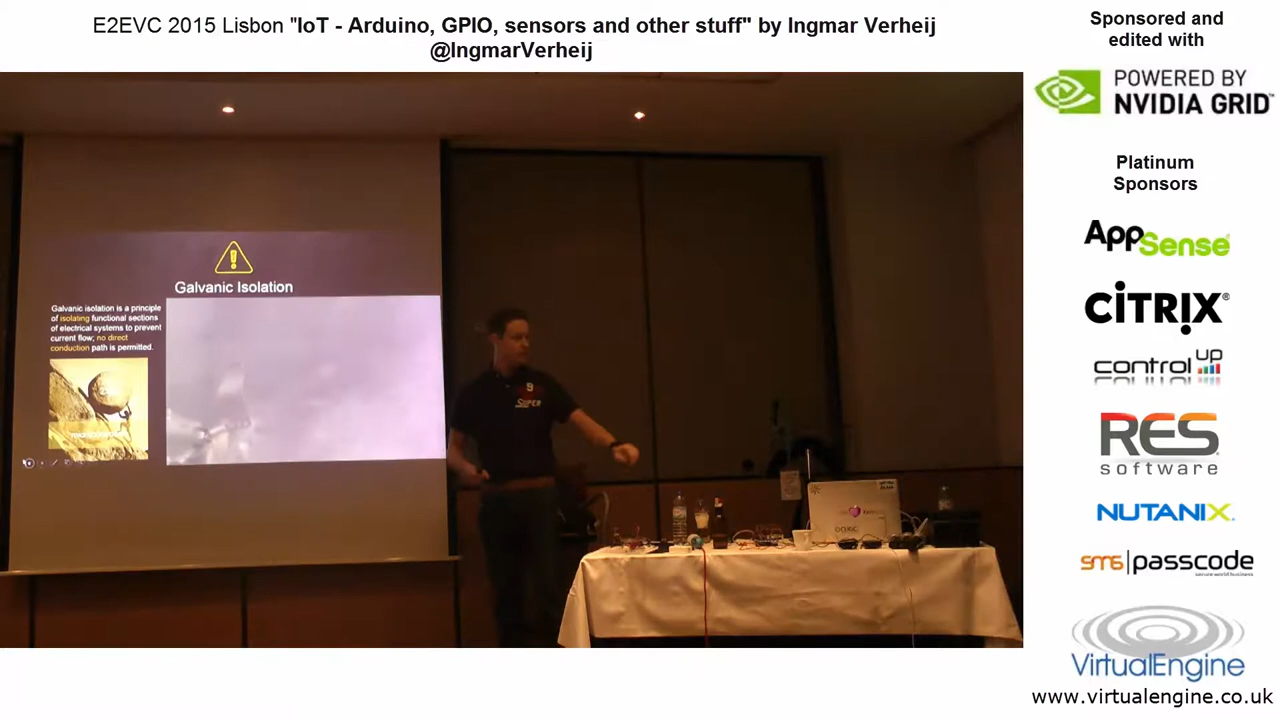 E2EVC 2015 Lisbon "IoT - Arduino, GPIO, sensors and other stuff" by Ingmar Verheij
@IngmarVerheij
Sponsored and
edited with
POWERED BY
NVIDIA GRID
Platinum
Sponsors
AppSense
CİTRIX
control UP
RES
software
NUTANIX
sms|passcode
VirtualEngine
www.virtualengine.co.uk
Galvanic Isolation
Galvanic isolation is a principle
of isolating functional sections
of electrical systems to prevent
current flow; no direct
conduction path is permitted.